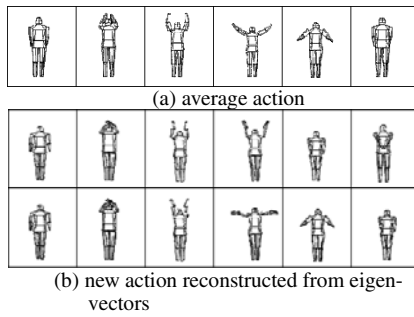 (a) average action
(b) new action reconstructed from eigen-
vectors